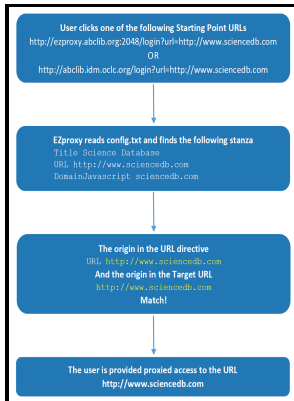 User clicks one of the following Starting Point URLs
http://ezproxy.abclib.org:2048/login?url=http://www.sciencedb.com
OR
http://abclib.idm.oclc.org/login?url=http://www.sciencedb.com
EZproxy reads config.txt and finds the following stanza
Title Science Database
URL http://www.sciencedb.com
DomainJavascript sciencedb.com
The origin in the URL directive
URL http://www.sciencedb.com
And the origin in the Target URL
http://www.sciencedb.com
Match!
The user is provided proxied access to the URL
http://www.sciencedb.com